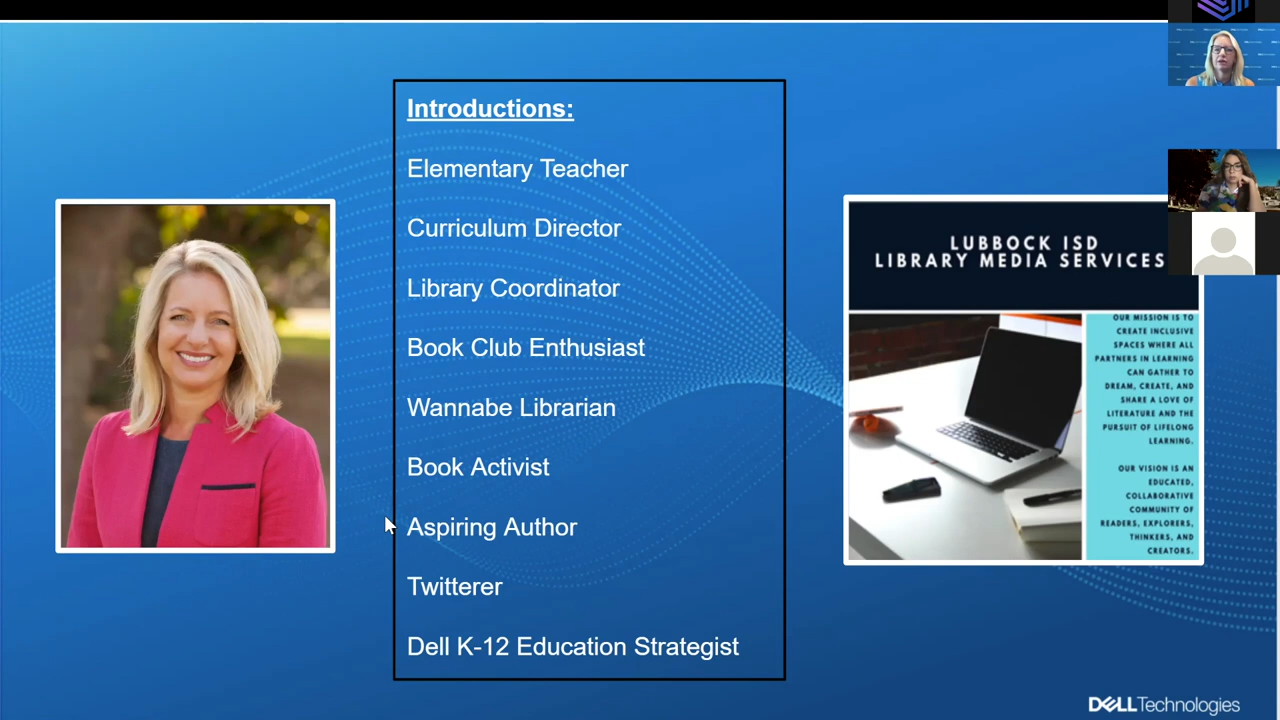 Introductions:
Elementary Teacher
Curriculum Director
Library Coordinator
Book Club Enthusiast
Wannabe Librarian
Book Activist
Aspiring Author
Twitterer
Dell K-12 Education Strategist
LUBBOCK ISD
LIBRARY MEDIA SERVICES
OUR MISSION IS TO
CREATE INCLUSIVE
SPACES WHERE ALL
PARTNERS IN LEARNING
CAN GATHER TO
DREAM, CREATE, AND
SHARE A LOVE OF
LITERATURE AND THE
PURSUIT OF LIFELONG
LEARNING.
OUR VISION IS AN
EDUCATED,
COLLABORATIVE
COMMUNITY OF
READERS, EXPLORERS,
THINKERS, AND
CREATORS.
DELLTechnologies